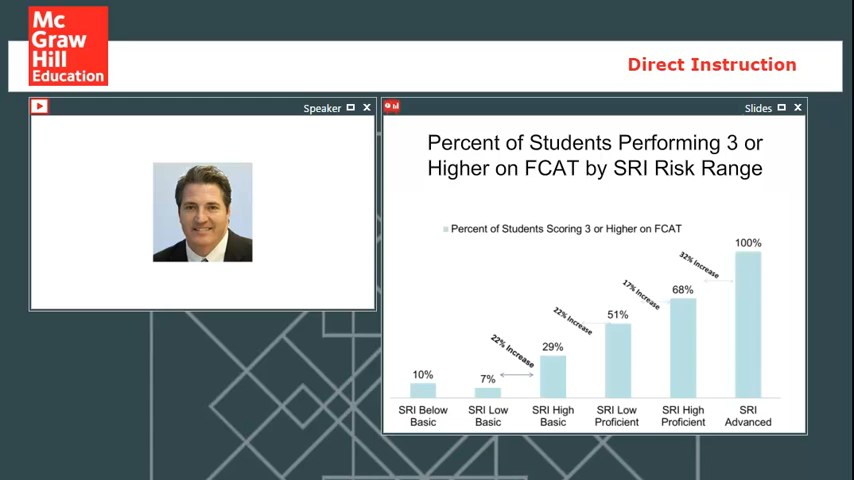 Mc
Graw
Hill
Education
Direct Instruction
Speaker
Slides
Percent of Students Performing 3 or
Higher on FCAT by SRI Risk Range
Percent of Students Scoring 3 or Higher on FCAT
100%
32% Increase
68%
17% Increase
51%
22% Increase
29%
22% Increase
10%
7%
SRI Below Basic
SRI Low Basic
SRI High Basic
SRI Low Proficient
SRI High Proficient
SRI Advanced